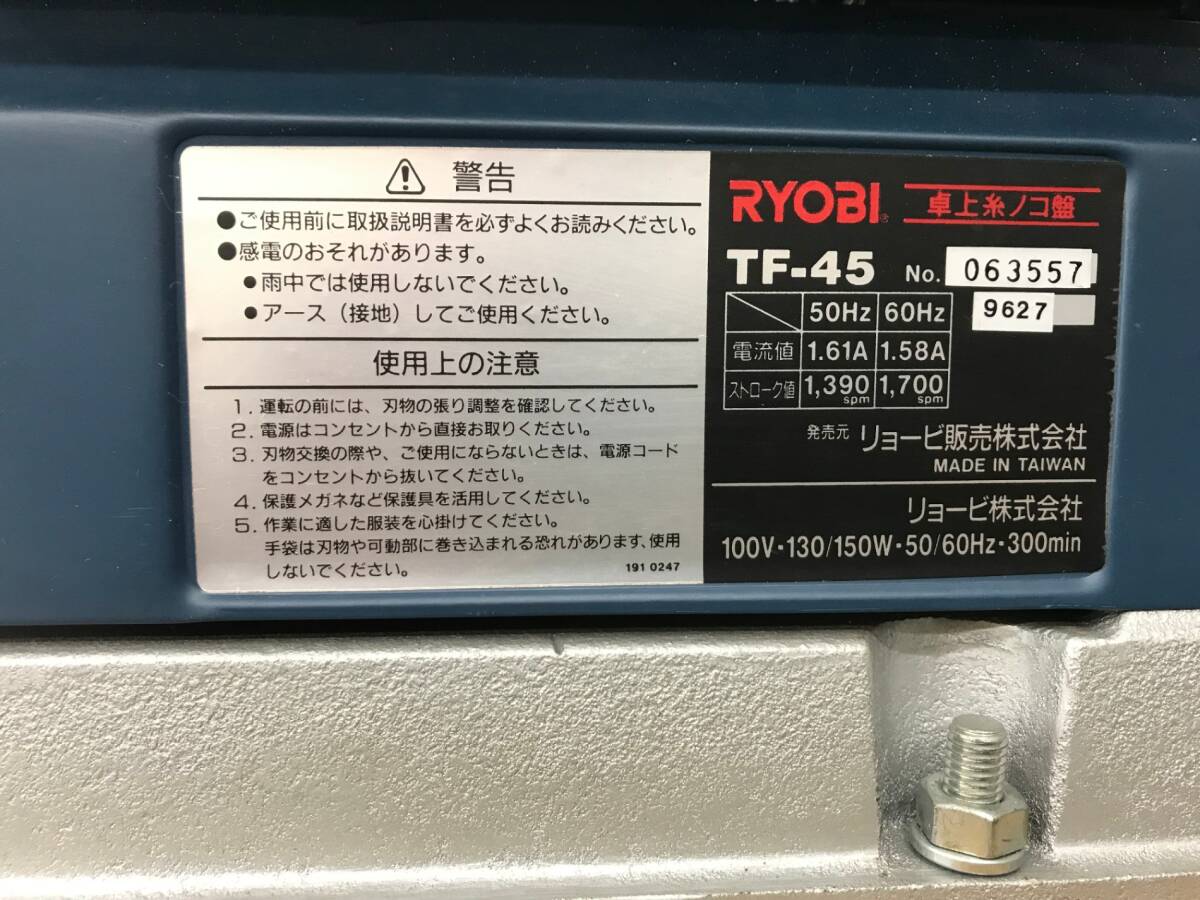 警告
●ご使用前に取扱説明書を必ずよくお読みください。
●感電のおそれがあります。
●雨中では使用しないでください。
●アース（接地）してご使用ください。
使用上の注意
1. 運転の前には、刃物の張り調整を確認してください。
2. 電源はコンセントから直接お取りください。
3. 刃物交換の際や、ご使用にならないときは、電源コード
をコンセントから抜いてください。
4. 保護メガネなど保護具を活用してください。
5. 作業に適した服装を心掛けてください。
手袋は刃物や可動部に巻き込まれる恐れがあります、使用
しないでください。
191 0247
RYOBI® 卓上糸ノコ盤
TF-45 No. 063557
9627
50Hz 60Hz
電流値 1.61A 1.58A
ストローク値 1,390spm 1,700spm
発売元 リョービ販売株式会社
MADE IN TAIWAN
リョービ株式会社
100V・130/150W・50/60Hz・300min